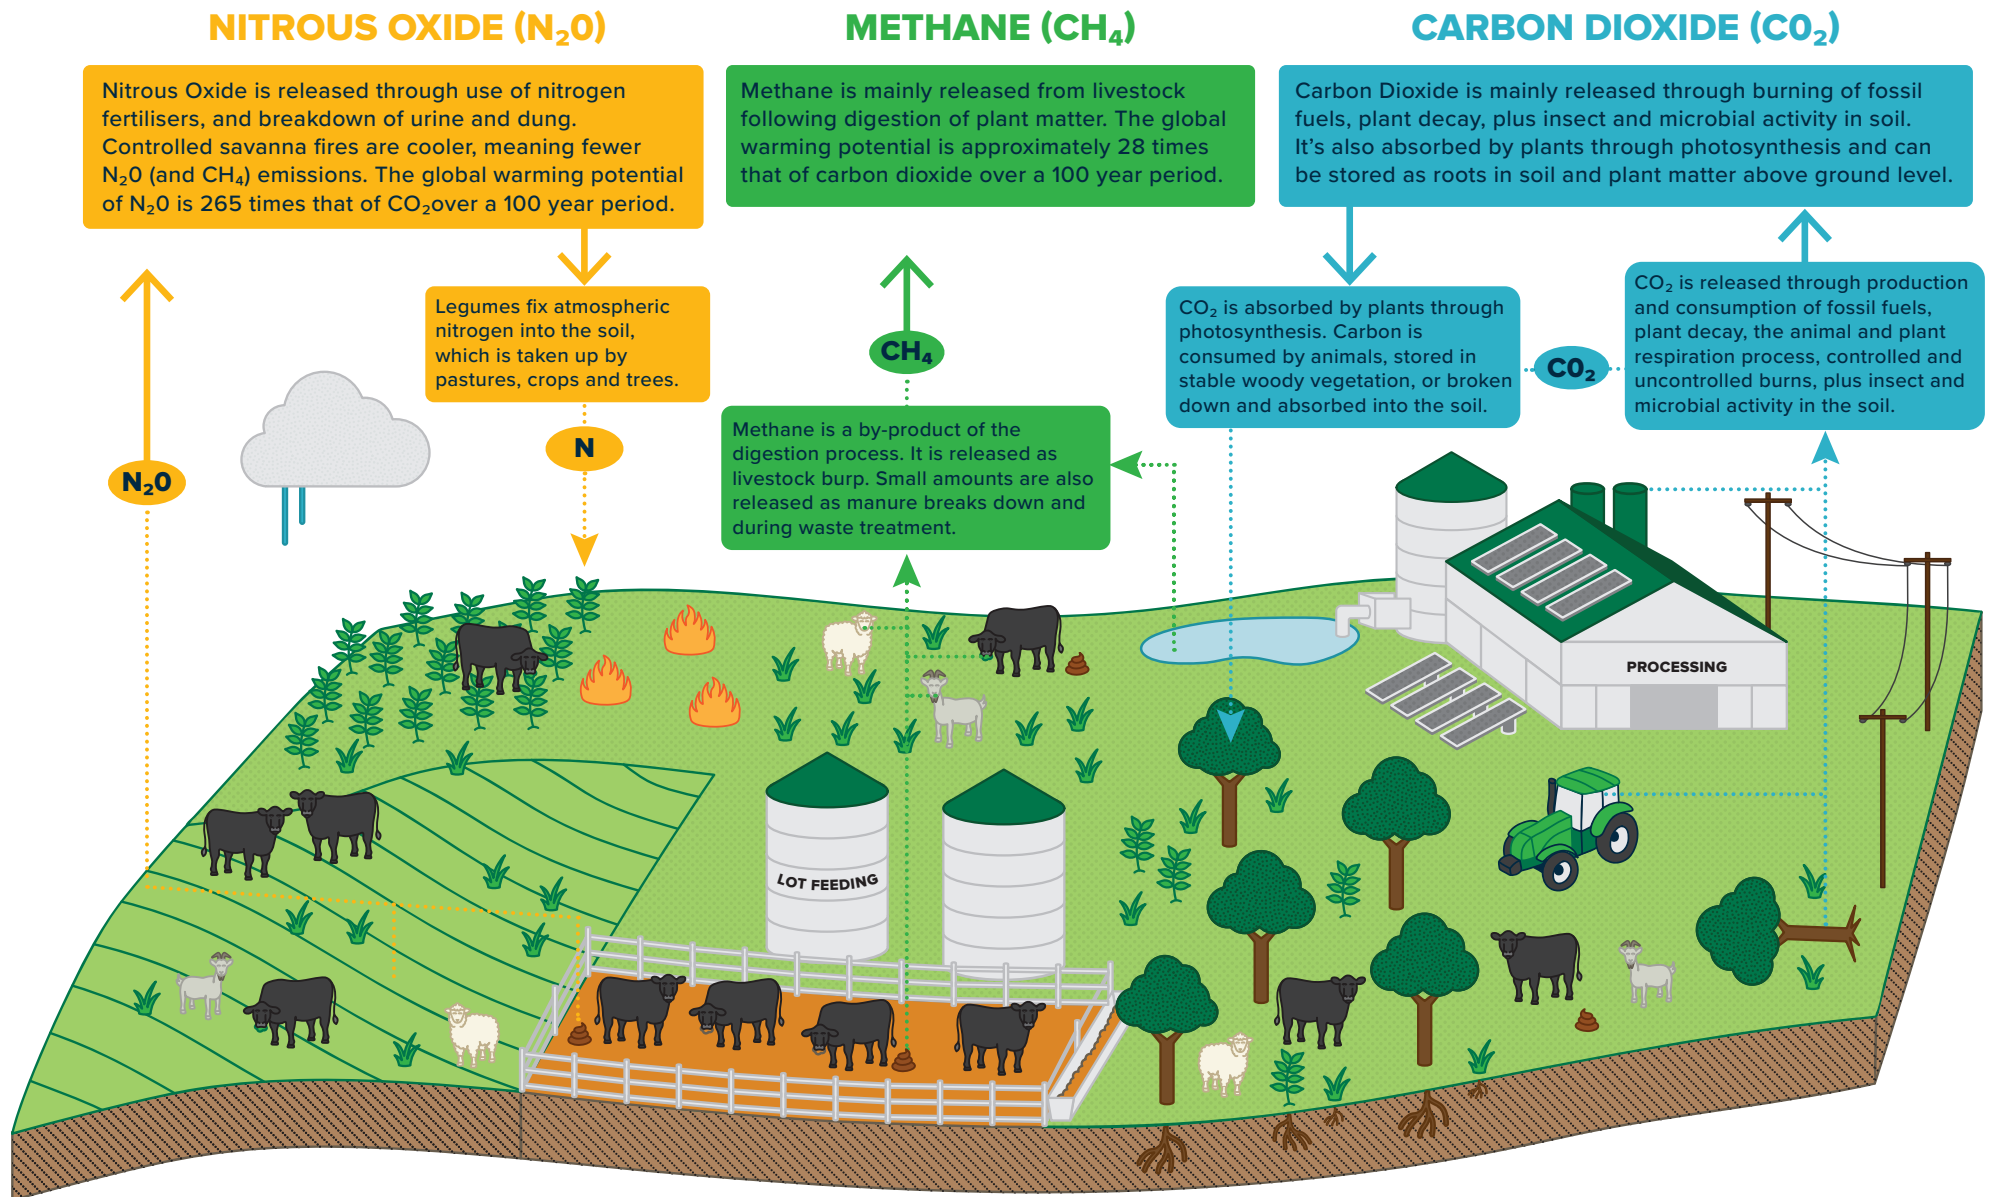 NITROUS OXIDE (N₂0)
Nitrous Oxide is released through use of nitrogen
fertilisers, and breakdown of urine and dung.
Controlled savanna fires are cooler, meaning fewer
N₂0 (and CH₄) emissions. The global warming potential
of N₂0 is 265 times that of CO₂over a 100 year period.
METHANE (CH₄)
Methane is mainly released from livestock
following digestion of plant matter. The global
warming potential is approximately 28 times
that of carbon dioxide over a 100 year period.
CARBON DIOXIDE (C0₂)
Carbon Dioxide is mainly released through burning of fossil
fuels, plant decay, plus insect and microbial activity in soil.
It’s also absorbed by plants through photosynthesis and can
be stored as roots in soil and plant matter above ground level.
N₂0
Legumes fix atmospheric
nitrogen into the soil,
which is taken up by
pastures, crops and trees.
N
CH₄
Methane is a by-product of the
digestion process. It is released as
livestock burp. Small amounts are also
released as manure breaks down and
during waste treatment.
CO₂ is absorbed by plants through
photosynthesis. Carbon is
consumed by animals, stored in
stable woody vegetation, or broken
down and absorbed into the soil.
C0₂
CO₂ is released through production
and consumption of fossil fuels,
plant decay, the animal and plant
respiration process, controlled and
uncontrolled burns, plus insect and
microbial activity in the soil.
PROCESSING
LOT FEEDING